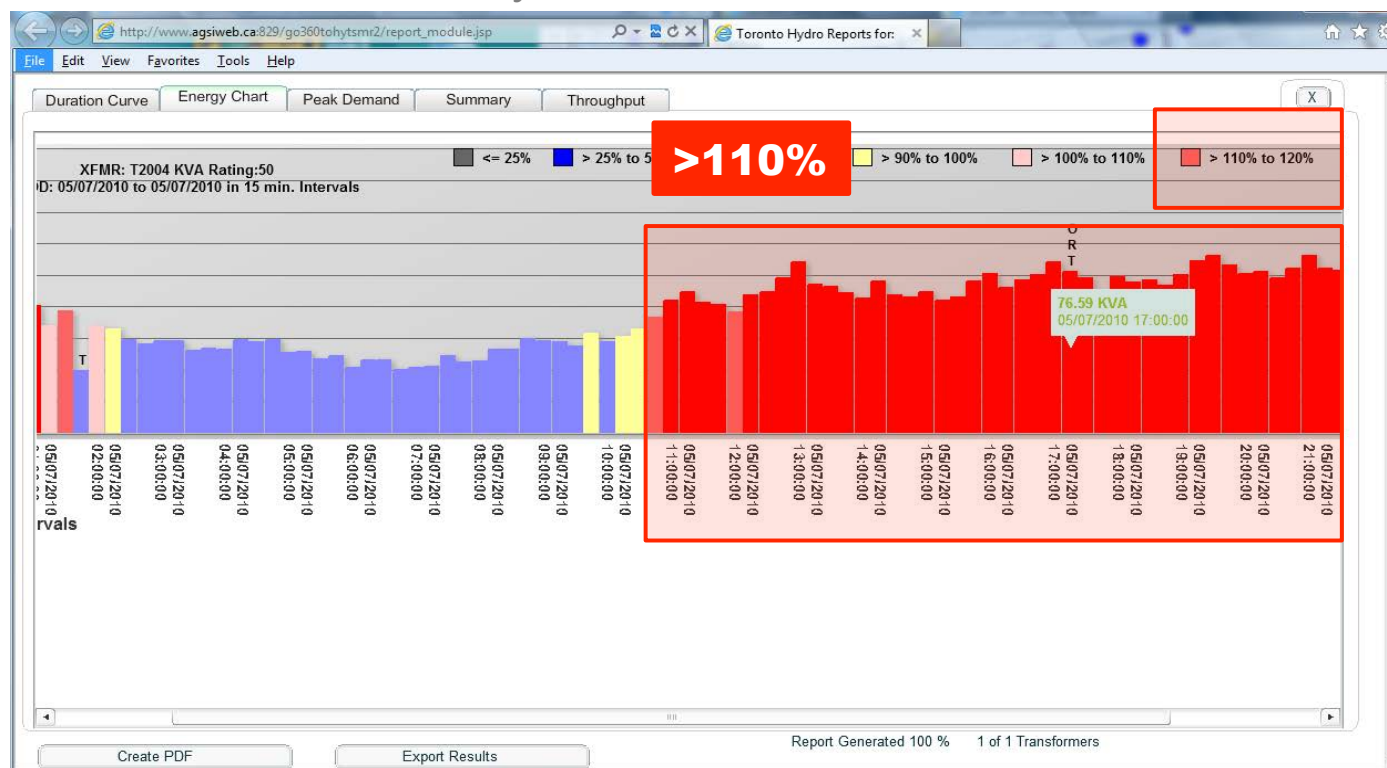 http://www.agsiweb.ca:829/go360tohytsmr2/report_module.jsp
Toronto Hydro Reports for:
File Edit View Favorites Tools Help
Duration Curve Energy Chart Peak Demand Summary Throughput X
<= 25% > 25% to 5 >110% > 90% to 100% > 100% to 110% > 110% to 120%
XFMR: T2004 KVA Rating:50
D: 05/07/2010 to 05/07/2010 in 15 min. Intervals
O
R
T
T
76.59 KVA
05/07/2010 17:00:00
05/07/2010
05/07/2010 02:00:00
05/07/2010 03:00:00
05/07/2010 04:00:00
05/07/2010 05:00:00
05/07/2010 06:00:00
05/07/2010 07:00:00
05/07/2010 08:00:00
05/07/2010 09:00:00
05/07/2010 10:00:00
05/07/2010 11:00:00
05/07/2010 12:00:00
05/07/2010 13:00:00
05/07/2010 14:00:00
05/07/2010 15:00:00
05/07/2010 16:00:00
05/07/2010 17:00:00
05/07/2010 18:00:00
05/07/2010 19:00:00
05/07/2010 20:00:00
05/07/2010 21:00:00
rvals
Report Generated 100 % 1 of 1 Transformers
Create PDF Export Results